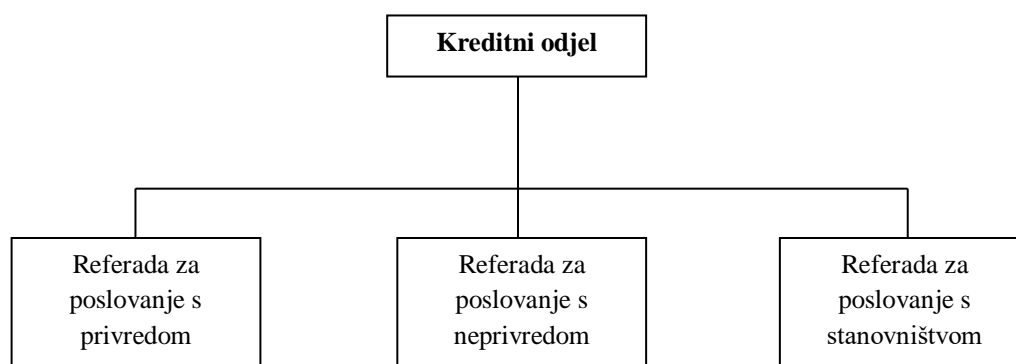 Kreditni odjel
Referada za
poslovanje s
privredom
Referada za
poslovanje s
neprivredom
Referada za
poslovanje s
stanovništvom